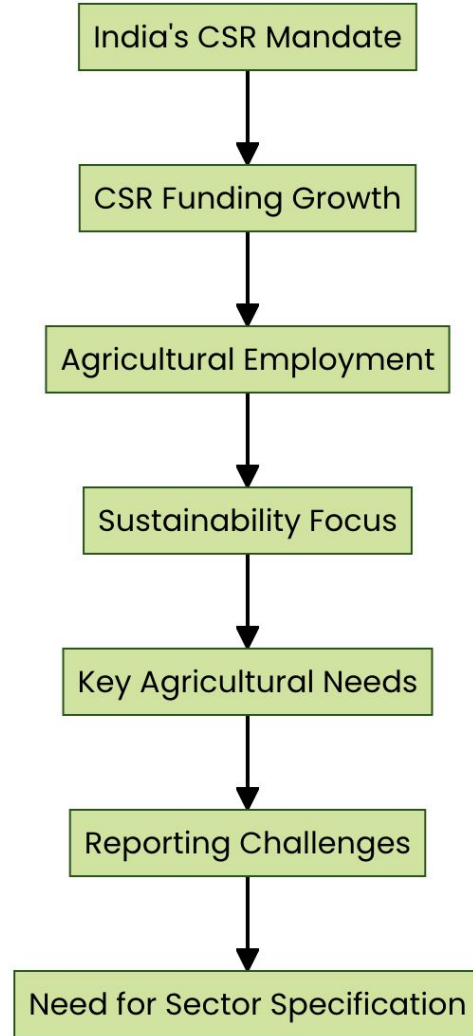 India's CSR Mandate
CSR Funding Growth
Agricultural Employment
Sustainability Focus
Key Agricultural Needs
Reporting Challenges
Need for Sector Specification